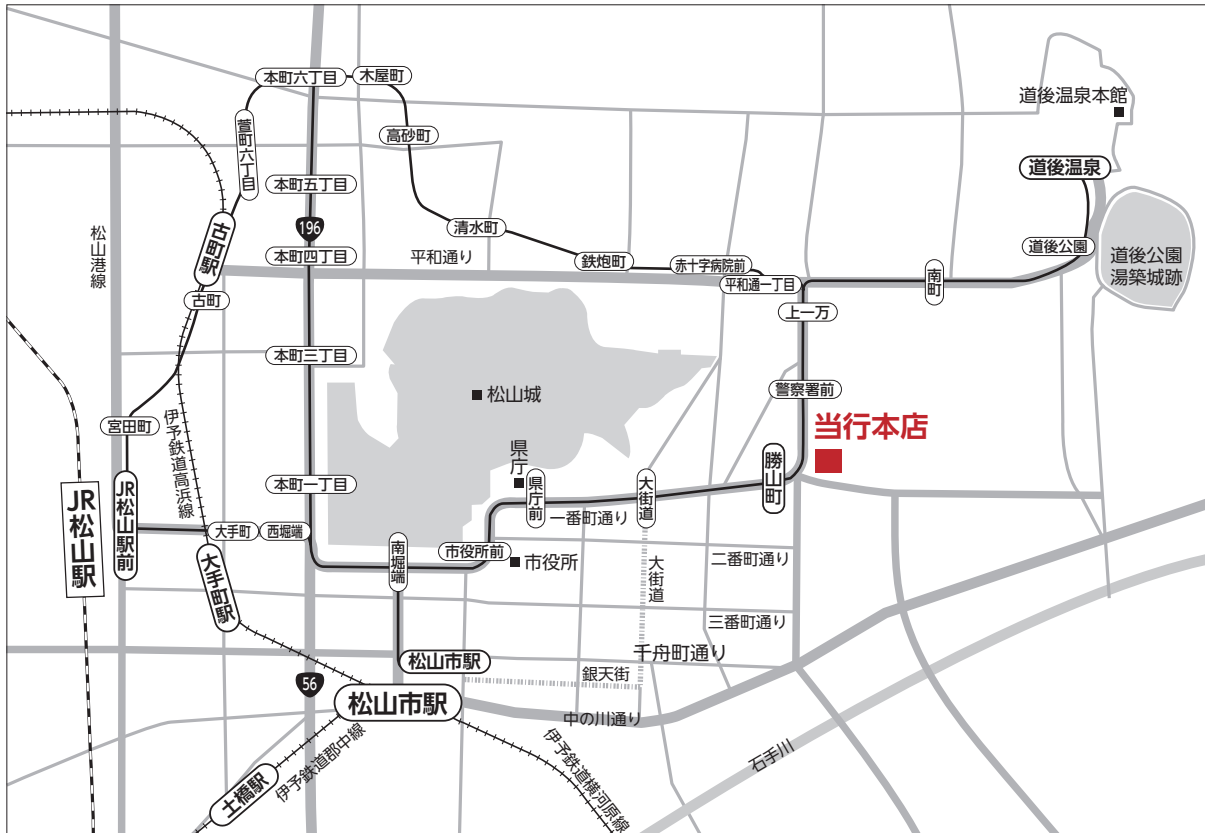 道後温泉本館
本町六丁目
木屋町
萱町六丁目
高砂町
道後温泉
本町五丁目
196
清水町
松山港線
古町駅
本町四丁目
平和通り
鉄炮町
赤十字病院前
平和通一丁目
南町
道後公園
道後公園
湯築城跡
古町
上一万
本町三丁目
松山城
警察署前
宮田町
伊予鉄道高浜線
当行本店
県庁
勝山町
本町一丁目
JR松山駅
JR松山駅前
県庁前
大街道
一番町通り
大手町
西堀端
南堀端
市役所前
市役所
二番町通り
大手町駅
大街道
三番町通り
千舟町通り
松山市駅
銀天街
56
松山市駅
中の川通り
伊予鉄道郡中線
伊予鉄道横河原線
石手川
土橋駅